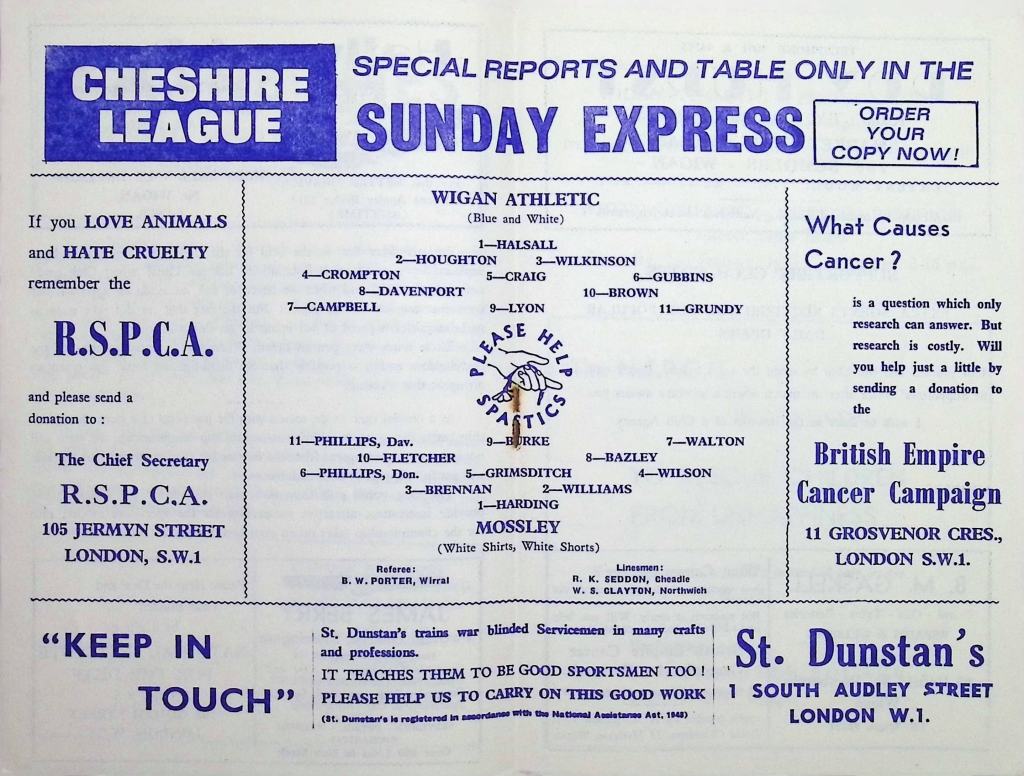 CHESHIRE
LEAGUE
SPECIAL REPORTS AND TABLE ONLY IN THE
SUNDAY EXPRESS
ORDER
YOUR
COPY NOW!
If you LOVE ANIMALS
and HATE CRUELTY
remember the
R.S.P.C.A.
and please send a
donation to :
The Chief Secretary
R.S.P.C.A.
105 JERMYN STREET
LONDON, S.W.1
WIGAN ATHLETIC
(Blue and White)
1—HALSALL
2—HOUGHTON 3—WILKINSON
4—CROMPTON 5—CRAIG 6—GUBBINS
8—DAVENPORT 10—BROWN
7—CAMPBELL 9—LYON 11—GRUNDY
PLEASE HELP
SPASTICS
11—PHILLIPS, Dav. 9—BURKE 7—WALTON
10—FLETCHER 8—BAZLEY
6—PHILLIPS, Don. 5—GRIMSDITCH 4—WILSON
3—BRENNAN 2—WILLIAMS
1—HARDING
MOSSLEY
(White Shirts, White Shorts)
Referee:
B. W. PORTER, Wirral
Linesmen:
R. K. SEDDON, Cheadle
W. S. CLAYTON, Northwich
What Causes
Cancer?
is a question which only
research can answer. But
research is costly. Will
you help just a little by
sending a donation to
the
British Empire
Cancer Campaign
11 GROSVENOR CRES.,
LONDON S.W.1
"KEEP IN
TOUCH"
St. Dunstan's trains war blinded Servicemen in many crafts
and professions.
IT TEACHES THEM TO BE GOOD SPORTSMEN TOO!
PLEASE HELP US TO CARRY ON THIS GOOD WORK
(St. Dunstan's is registered in accordance with the National Assistance Act, 1948)
St. Dunstan's
1 SOUTH AUDLEY STREET
LONDON W.1.